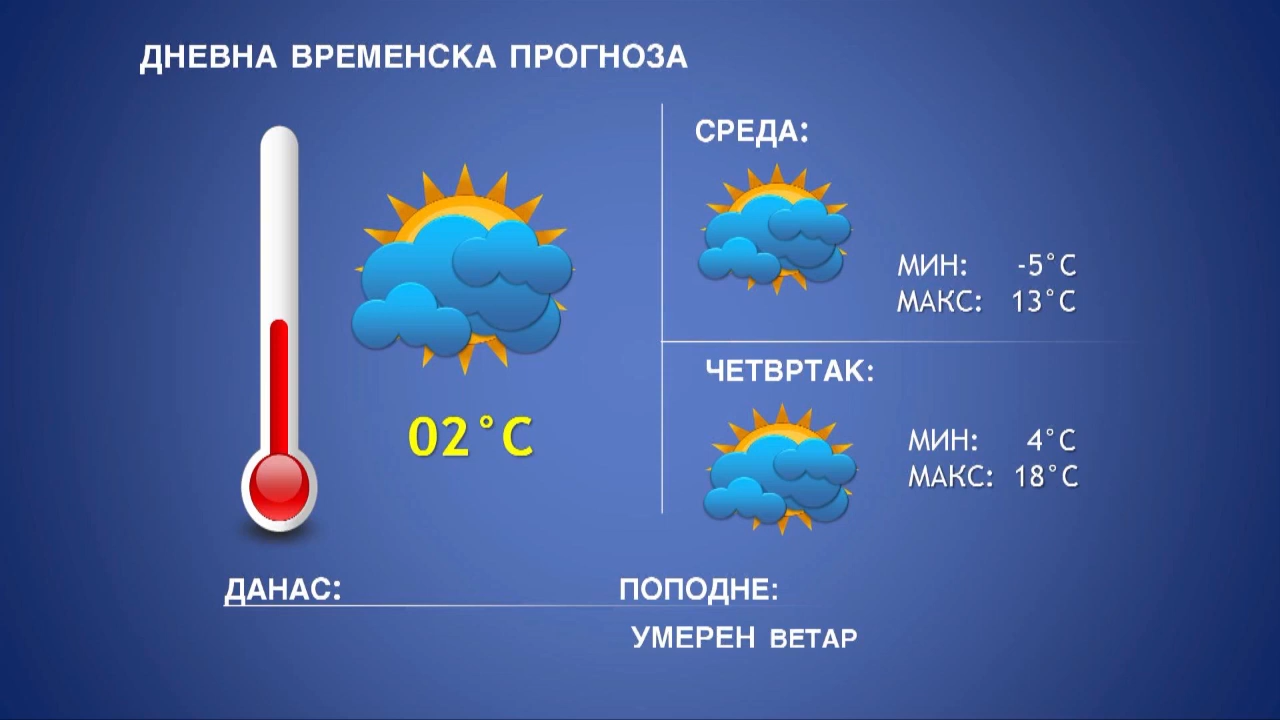 ДНЕВНА ВРЕМЕНСКА ПРОГНОЗА
02°C
СРЕДА:
МИН: -5°C
МАКС: 13°C
ЧЕТВРТАК:
МИН: 4°C
МАКС: 18°C
ДАНАС:
ПОПОДНЕ:
УМЕРЕН ВЕТАР